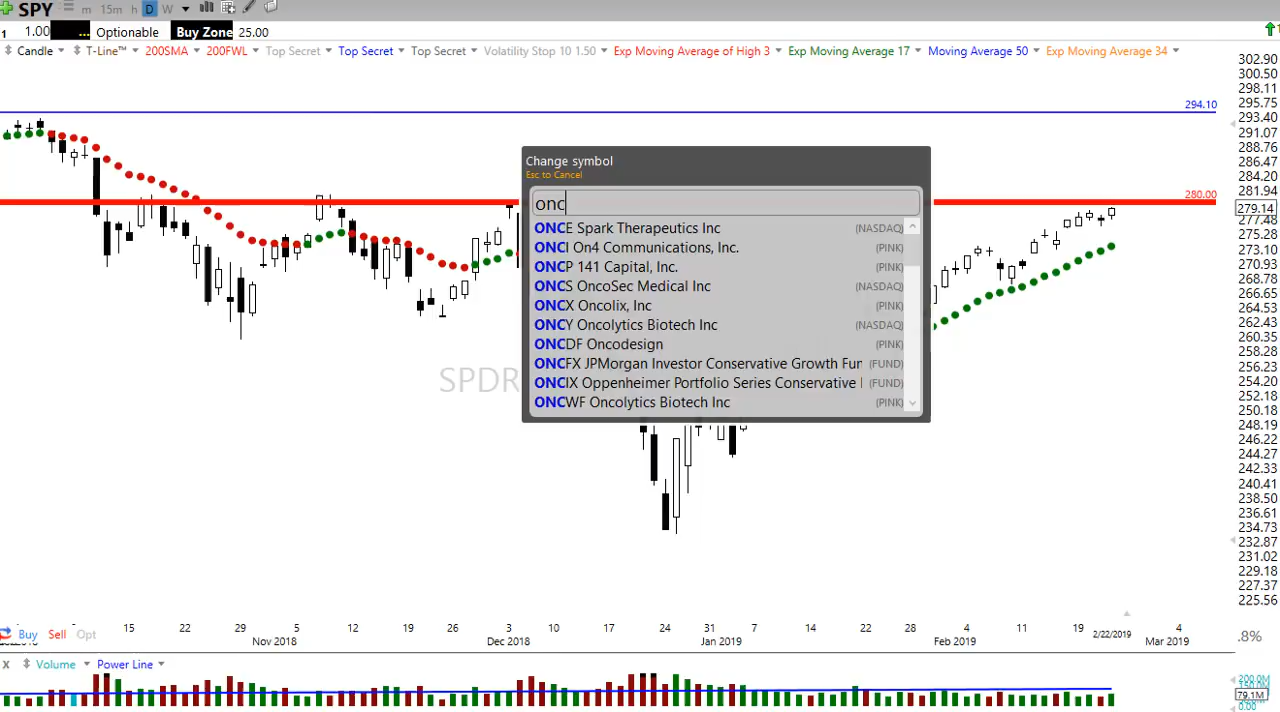 SPY m 15m h D W
1 1.00 ... Optionable Buy Zone 25.00
Candle T-Line™ 200SMA 200FWL Top Secret Top Secret Top Secret Volatility Stop 10 1.50 Exp Moving Average of High 3 Exp Moving Average 17 Moving Average 50 Exp Moving Average 34
302.90
300.50
298.11
295.75
294.10
293.40
291.07
288.76
286.47
284.20
281.94
280.00
279.14
277.48
275.28
273.10
270.93
268.78
266.65
264.53
262.43
260.35
258.28
256.23
254.20
252.18
250.18
248.19
246.22
244.27
242.33
240.41
238.50
236.61
234.73
232.87
231.02
229.18
227.37
225.56
SPDR
Change symbol
Esc to Cancel
onc
ONCE Spark Therapeutics Inc (NASDAQ)
ONCI On4 Communications, Inc. (PINK)
ONCP 141 Capital, Inc. (PINK)
ONCS OncoSec Medical Inc (NASDAQ)
ONCX Oncolix, Inc (PINK)
ONCY Oncolytics Biotech Inc (NASDAQ)
ONCDF Oncodesign (PINK)
ONCFX JPMorgan Investor Conservative Growth Fun (FUND)
ONCIX Oppenheimer Portfolio Series Conservative (FUND)
ONCWF Oncolytics Biotech Inc (PINK)
Buy Sell Opt
15 22 29 5 12 19 26 3 10 17 24 31 7 14 22 28 4 11 19 2/22/2019 4
Nov 2018 Dec 2018 Jan 2019 Feb 2019 Mar 2019
.8%
X Volume Power Line
200.0M
79.1M
0.00